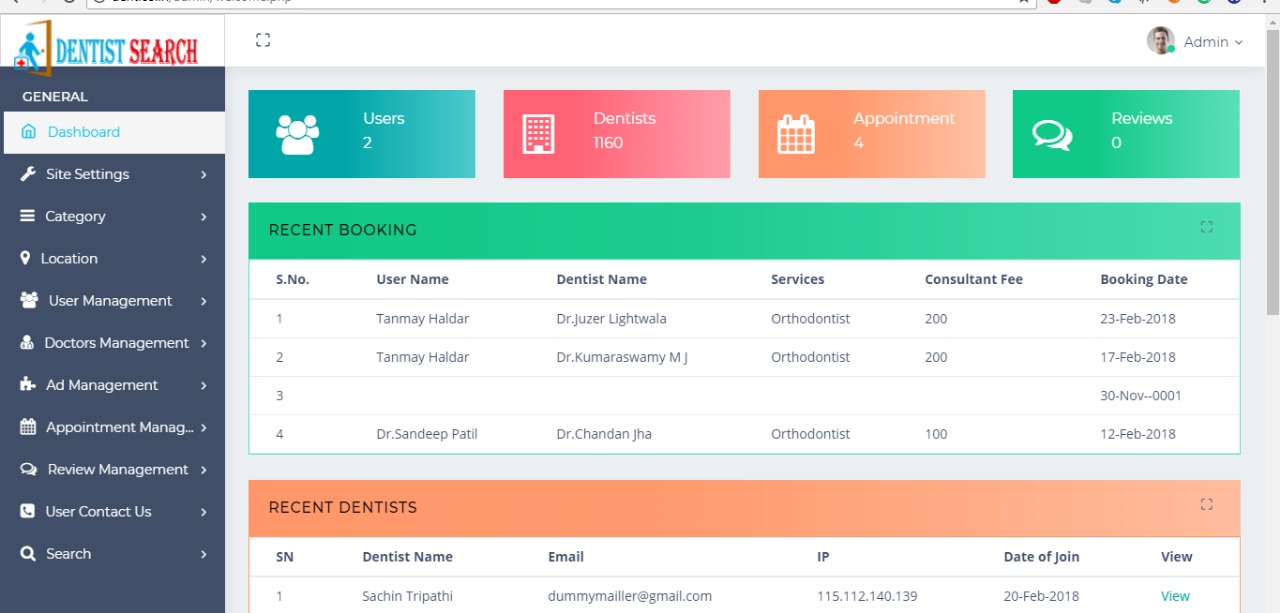 DENTIST SEARCH
Admin
GENERAL
Dashboard
Site Settings
Category
Location
User Management
Doctors Management
Ad Management
Appointment Manag...
Review Management
User Contact Us
Search
Users
2
Dentists
1160
Appointment
4
Reviews
0
RECENT BOOKING
S.No. User Name Dentist Name Services Consultant Fee Booking Date
1 Tanmay Haldar Dr.Juzer Lightwala Orthodontist 200 23-Feb-2018
2 Tanmay Haldar Dr.Kumaraswamy M J Orthodontist 200 17-Feb-2018
3 30-Nov--0001
4 Dr.Sandeep Patil Dr.Chandan Jha Orthodontist 100 12-Feb-2018
RECENT DENTISTS
SN Dentist Name Email IP Date of Join View
1 Sachin Tripathi dummymailler@gmail.com 115.112.140.139 20-Feb-2018 View